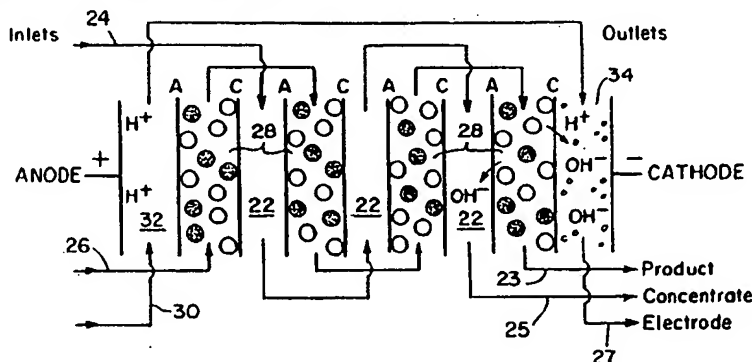 24
Inlets
Outlets
34
A C A C A C A C
H+ 28 28 H+
ANODE + OH- - CATHODE
OH-
H+ 32 22 22 22 OH-
26
Product
23
Concentrate
30 25
Electrode
27